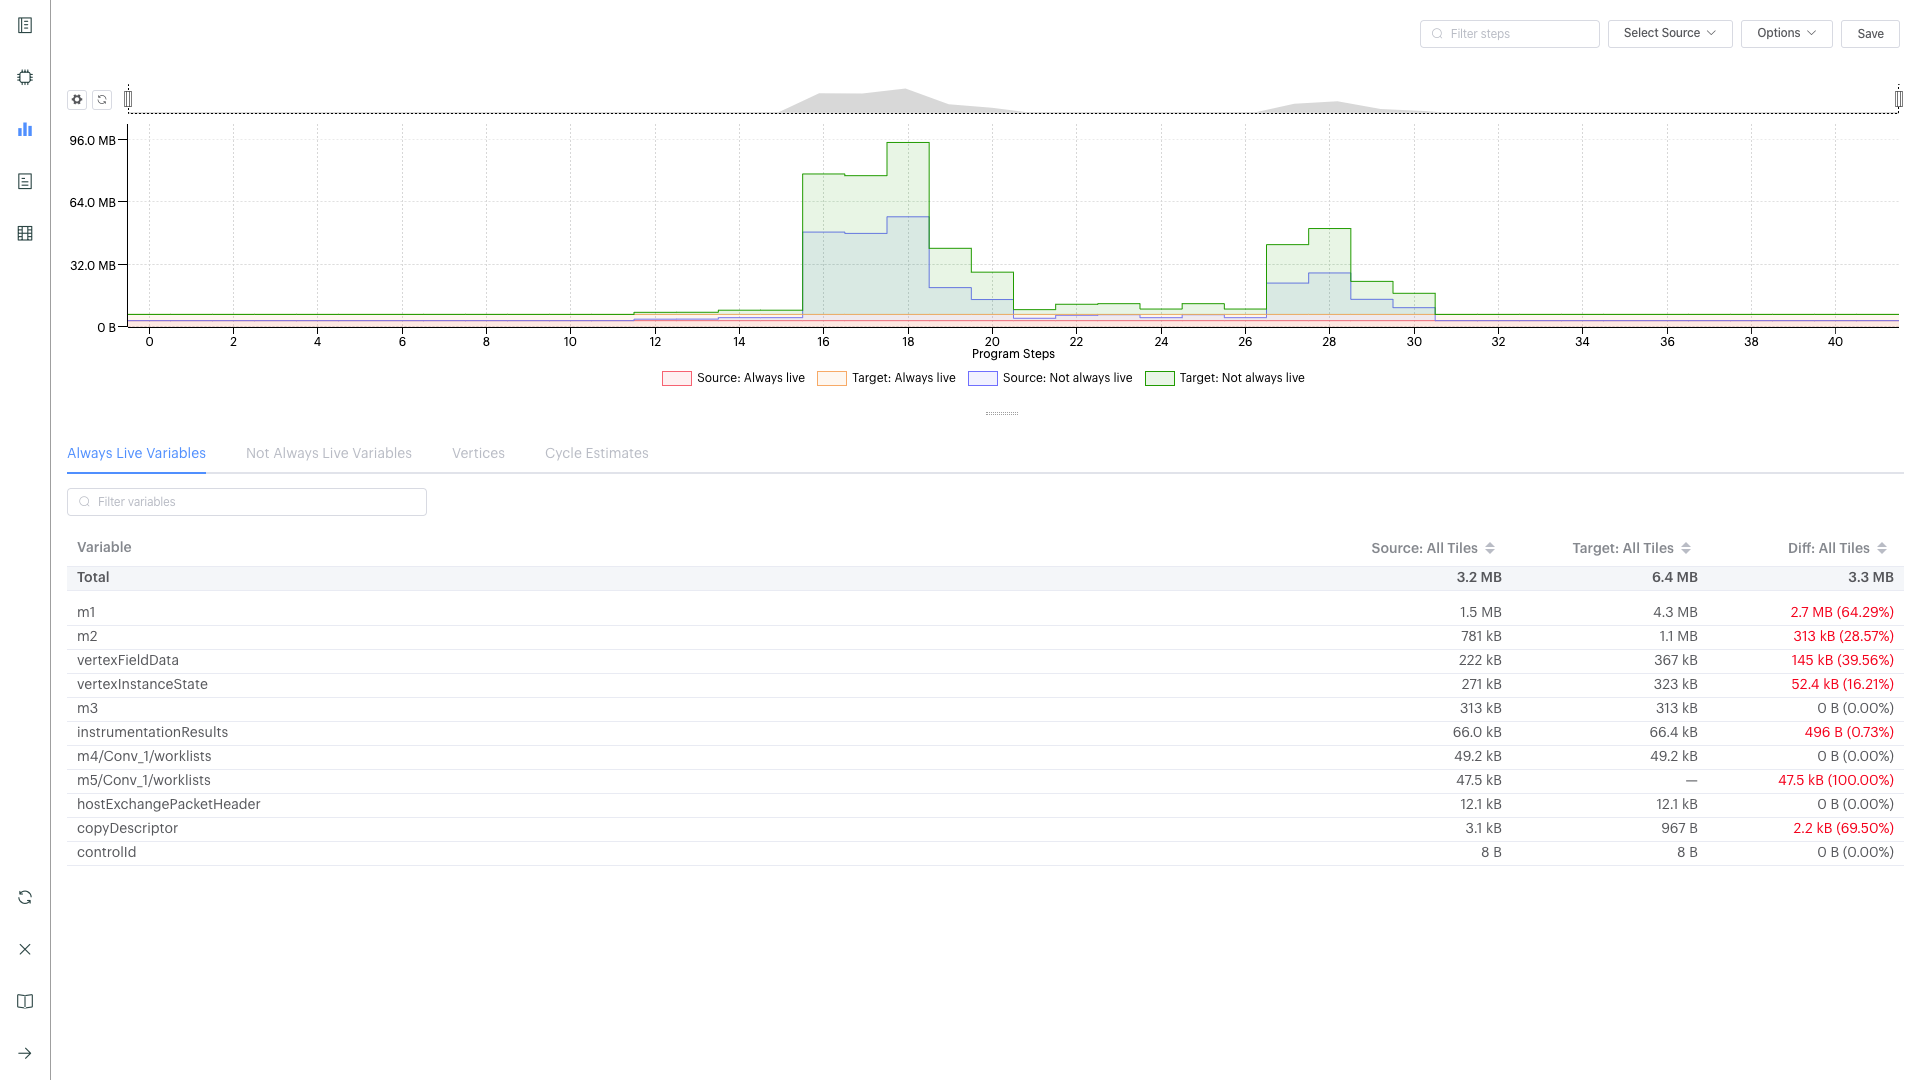 Filter steps Select Source Options Save
96.0 MB
64.0 MB
32.0 MB
0 B
0 2 4 6 8 10 12 14 16 18 20 22 24 26 28 30 32 34 36 38 40
Program Steps
Source: Always live Target: Always live Source: Not always live Target: Not always live
Always Live Variables Not Always Live Variables Vertices Cycle Estimates
Filter variables
Variable Source: All Tiles Target: All Tiles Diff: All Tiles
Total 3.2 MB 6.4 MB 3.3 MB
m1 1.5 MB 4.3 MB 2.7 MB (64.29%)
m2 781 kB 1.1 MB 313 kB (28.57%)
vertexFieldData 222 kB 367 kB 145 kB (39.56%)
vertexInstanceState 271 kB 323 kB 52.4 kB (16.21%)
m3 313 kB 313 kB 0 B (0.00%)
instrumentationResults 66.0 kB 66.4 kB 496 B (0.73%)
m4/Conv_1/worklists 49.2 kB 49.2 kB 0 B (0.00%)
m5/Conv_1/worklists 47.5 kB — 47.5 kB (100.00%)
hostExchangePacketHeader 12.1 kB 12.1 kB 0 B (0.00%)
copyDescriptor 3.1 kB 967 B 2.2 kB (69.50%)
controlId 8 B 8 B 0 B (0.00%)